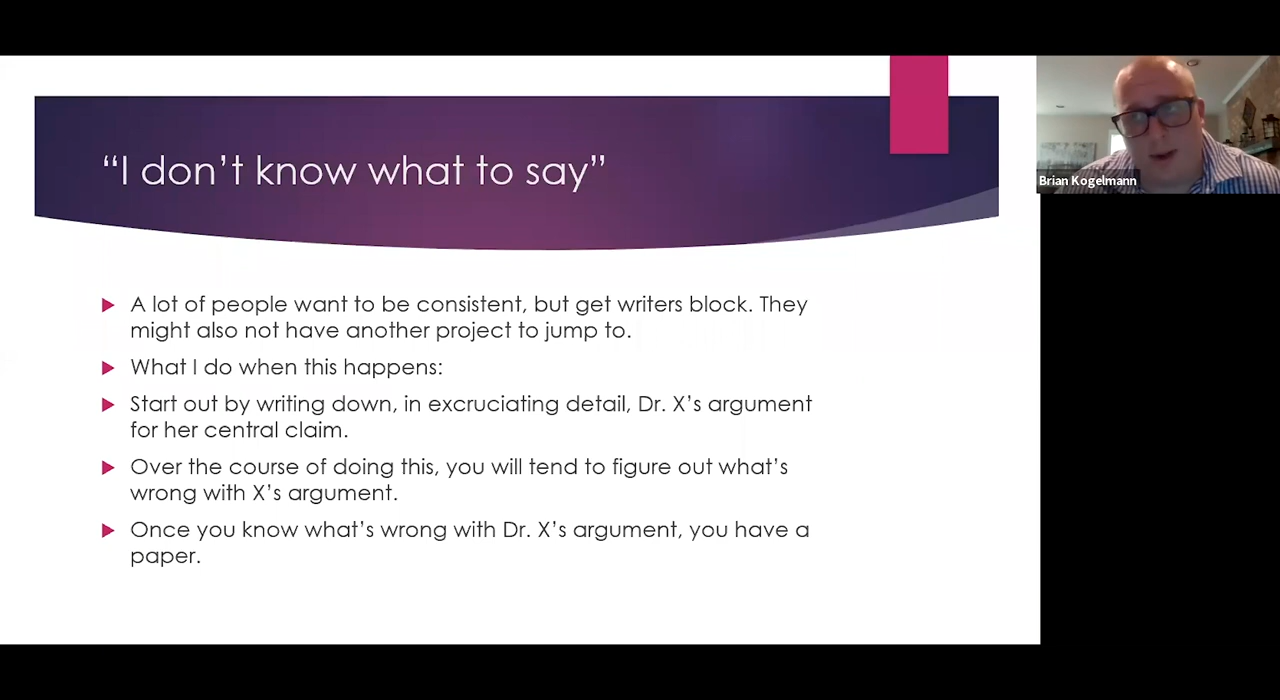 “I don’t know what to say”
Brian Kogelmann
A lot of people want to be consistent, but get writers block. They
might also not have another project to jump to.
What I do when this happens:
Start out by writing down, in excruciating detail, Dr. X’s argument
for her central claim.
Over the course of doing this, you will tend to figure out what’s
wrong with X’s argument.
Once you know what’s wrong with Dr. X’s argument, you have a
paper.